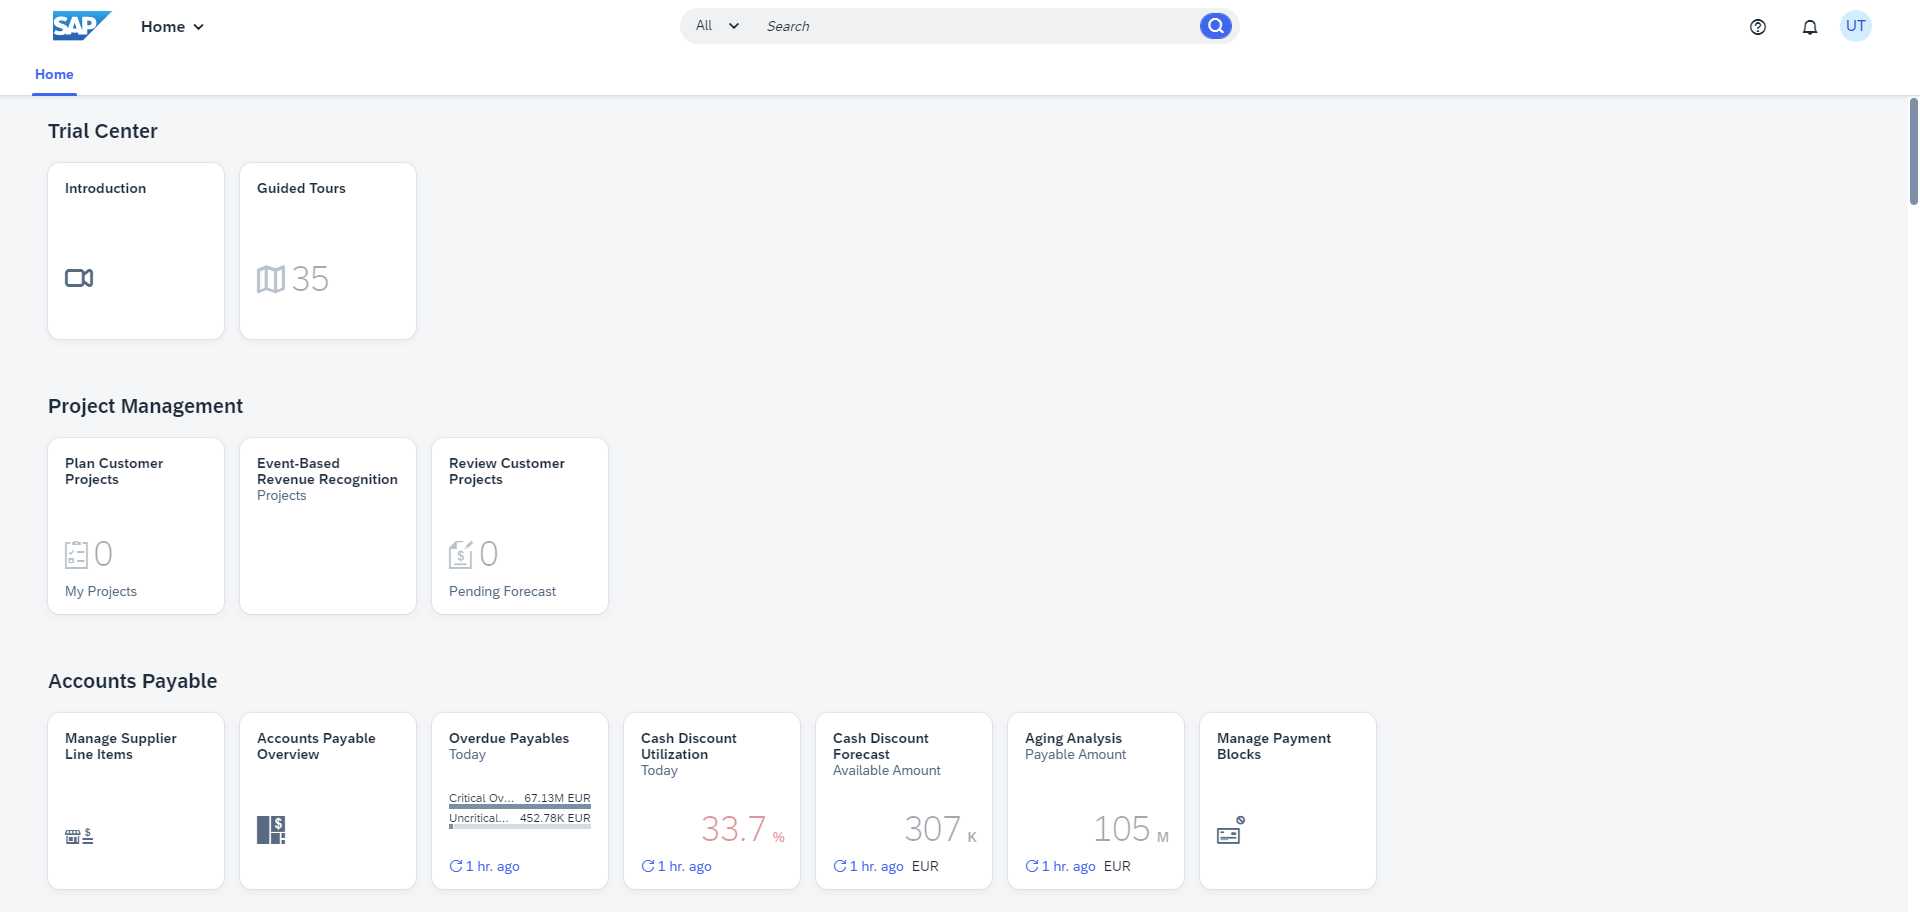 SAP
Home
All
Search
UT
Home
Trial Center
Introduction
Guided Tours
35
Project Management
Plan Customer
Projects
0
My Projects
Event-Based
Revenue Recognition
Projects
Review Customer
Projects
$
0
Pending Forecast
Accounts Payable
Manage Supplier
Line Items
$
Accounts Payable
Overview
$
Overdue Payables
Today
Critical Ov... 67.13M EUR
Uncritical... 452.78K EUR
1 hr. ago
Cash Discount
Utilization
Today
33.7 %
1 hr. ago
Cash Discount
Forecast
Available Amount
307 K
1 hr. ago EUR
Aging Analysis
Payable Amount
105 M
1 hr. ago EUR
Manage Payment
Blocks